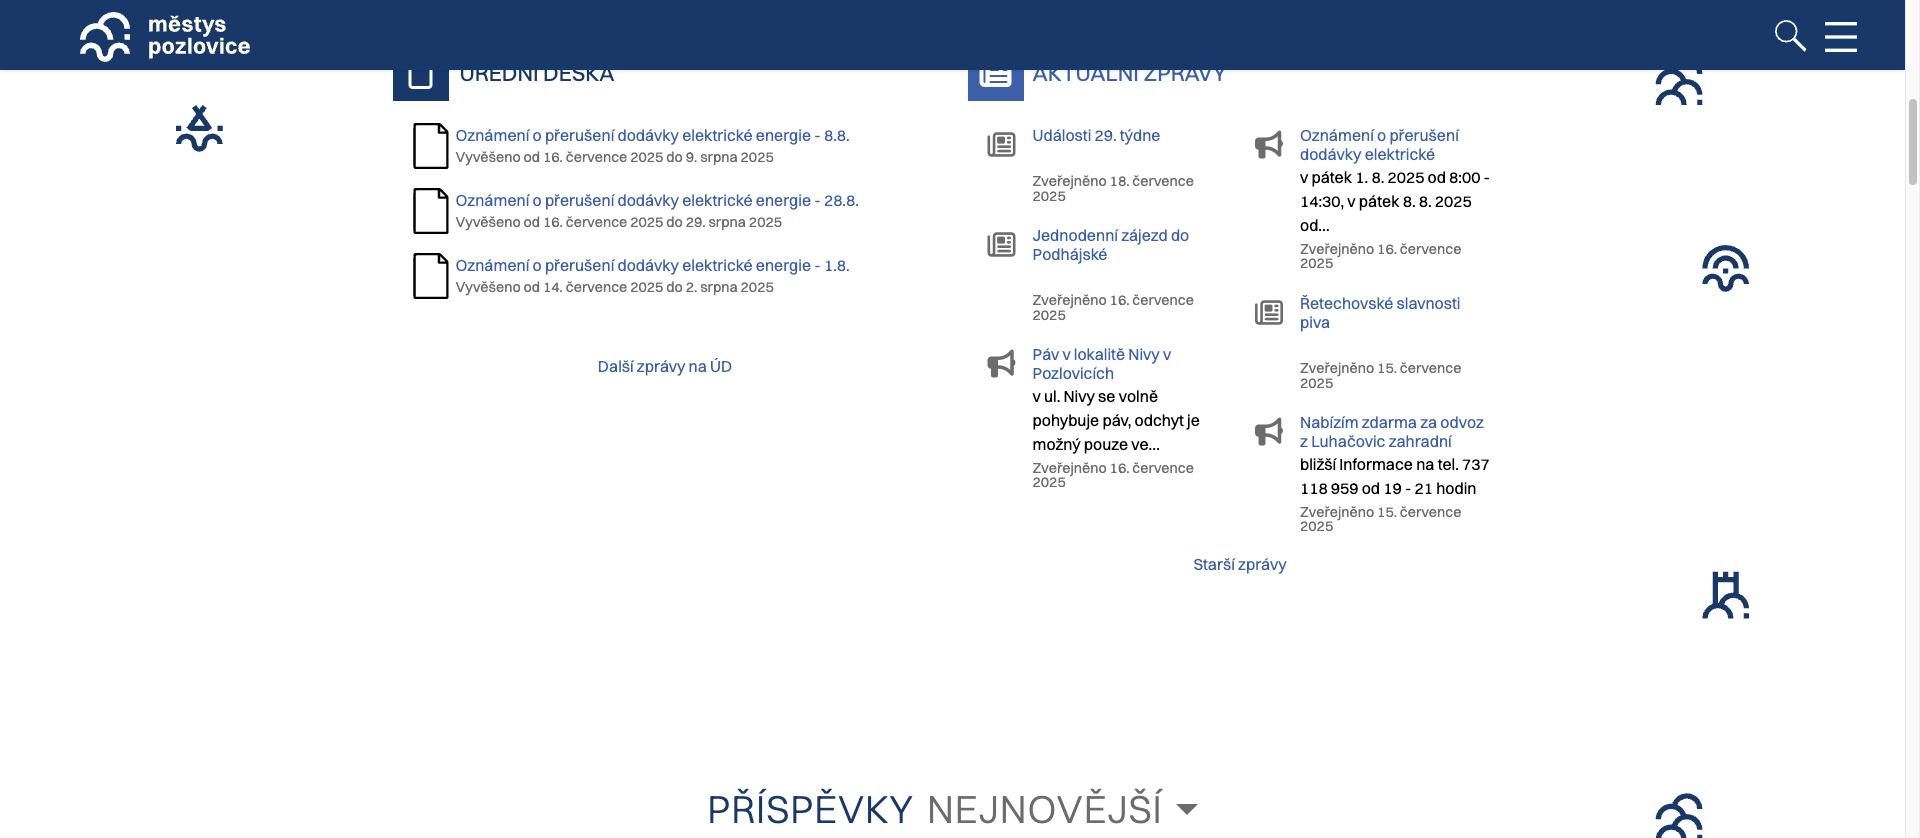 městys
pozlovice
ÚŘEDNÍ DESKA
Oznámení o přerušení dodávky elektrické energie - 8.8.
Vyvěšeno od 16. července 2025 do 9. srpna 2025
Oznámení o přerušení dodávky elektrické energie - 28.8.
Vyvěšeno od 16. července 2025 do 29. srpna 2025
Oznámení o přerušení dodávky elektrické energie - 1.8.
Vyvěšeno od 14. července 2025 do 2. srpna 2025
Další zprávy na ÚD
AKTUÁLNÍ ZPRÁVY
Události 29. týdne
Zveřejněno 18. července
2025
Jednodenní zájezd do
Podhájské
Zveřejněno 16. července
2025
Páv v lokalitě Nivy v
Pozlovicích
v ul. Nivy se volně
pohybuje páv, odchyt je
možný pouze ve...
Zveřejněno 16. července
2025
Oznámení o přerušení
dodávky elektrické
v pátek 1. 8. 2025 od 8:00 -
14:30, v pátek 8. 8. 2025
od...
Zveřejněno 16. července
2025
Řetechovské slavnosti
piva
Zveřejněno 15. července
2025
Nabízím zdarma za odvoz
z Luhačovic zahradní
bližší Informace na tel. 737
118 959 od 19 - 21 hodin
Zveřejněno 15. července
2025
Starší zprávy
PŘÍSPĚVKY NEJNOVĚJŠÍ